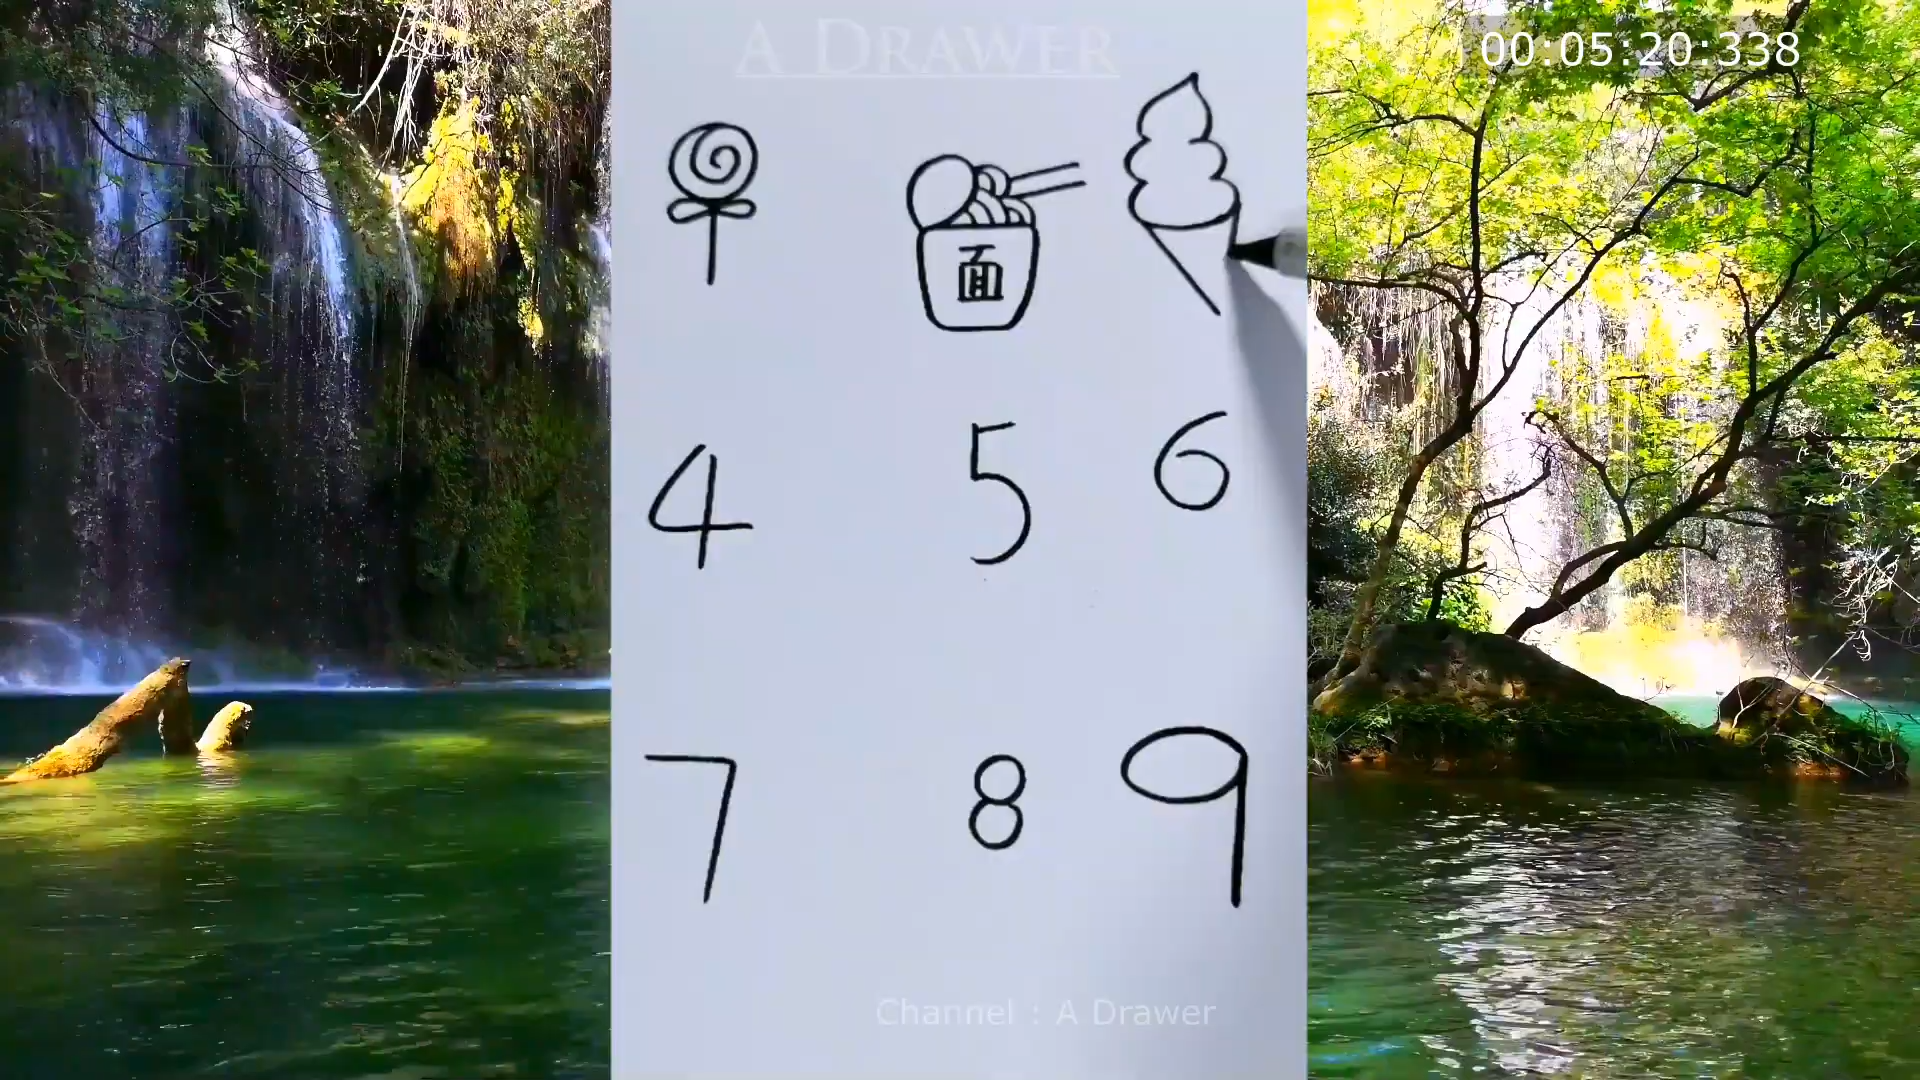 A DRAWER
00:05:20:338
面
4 5 6
7 8 9
Channel : A Drawer